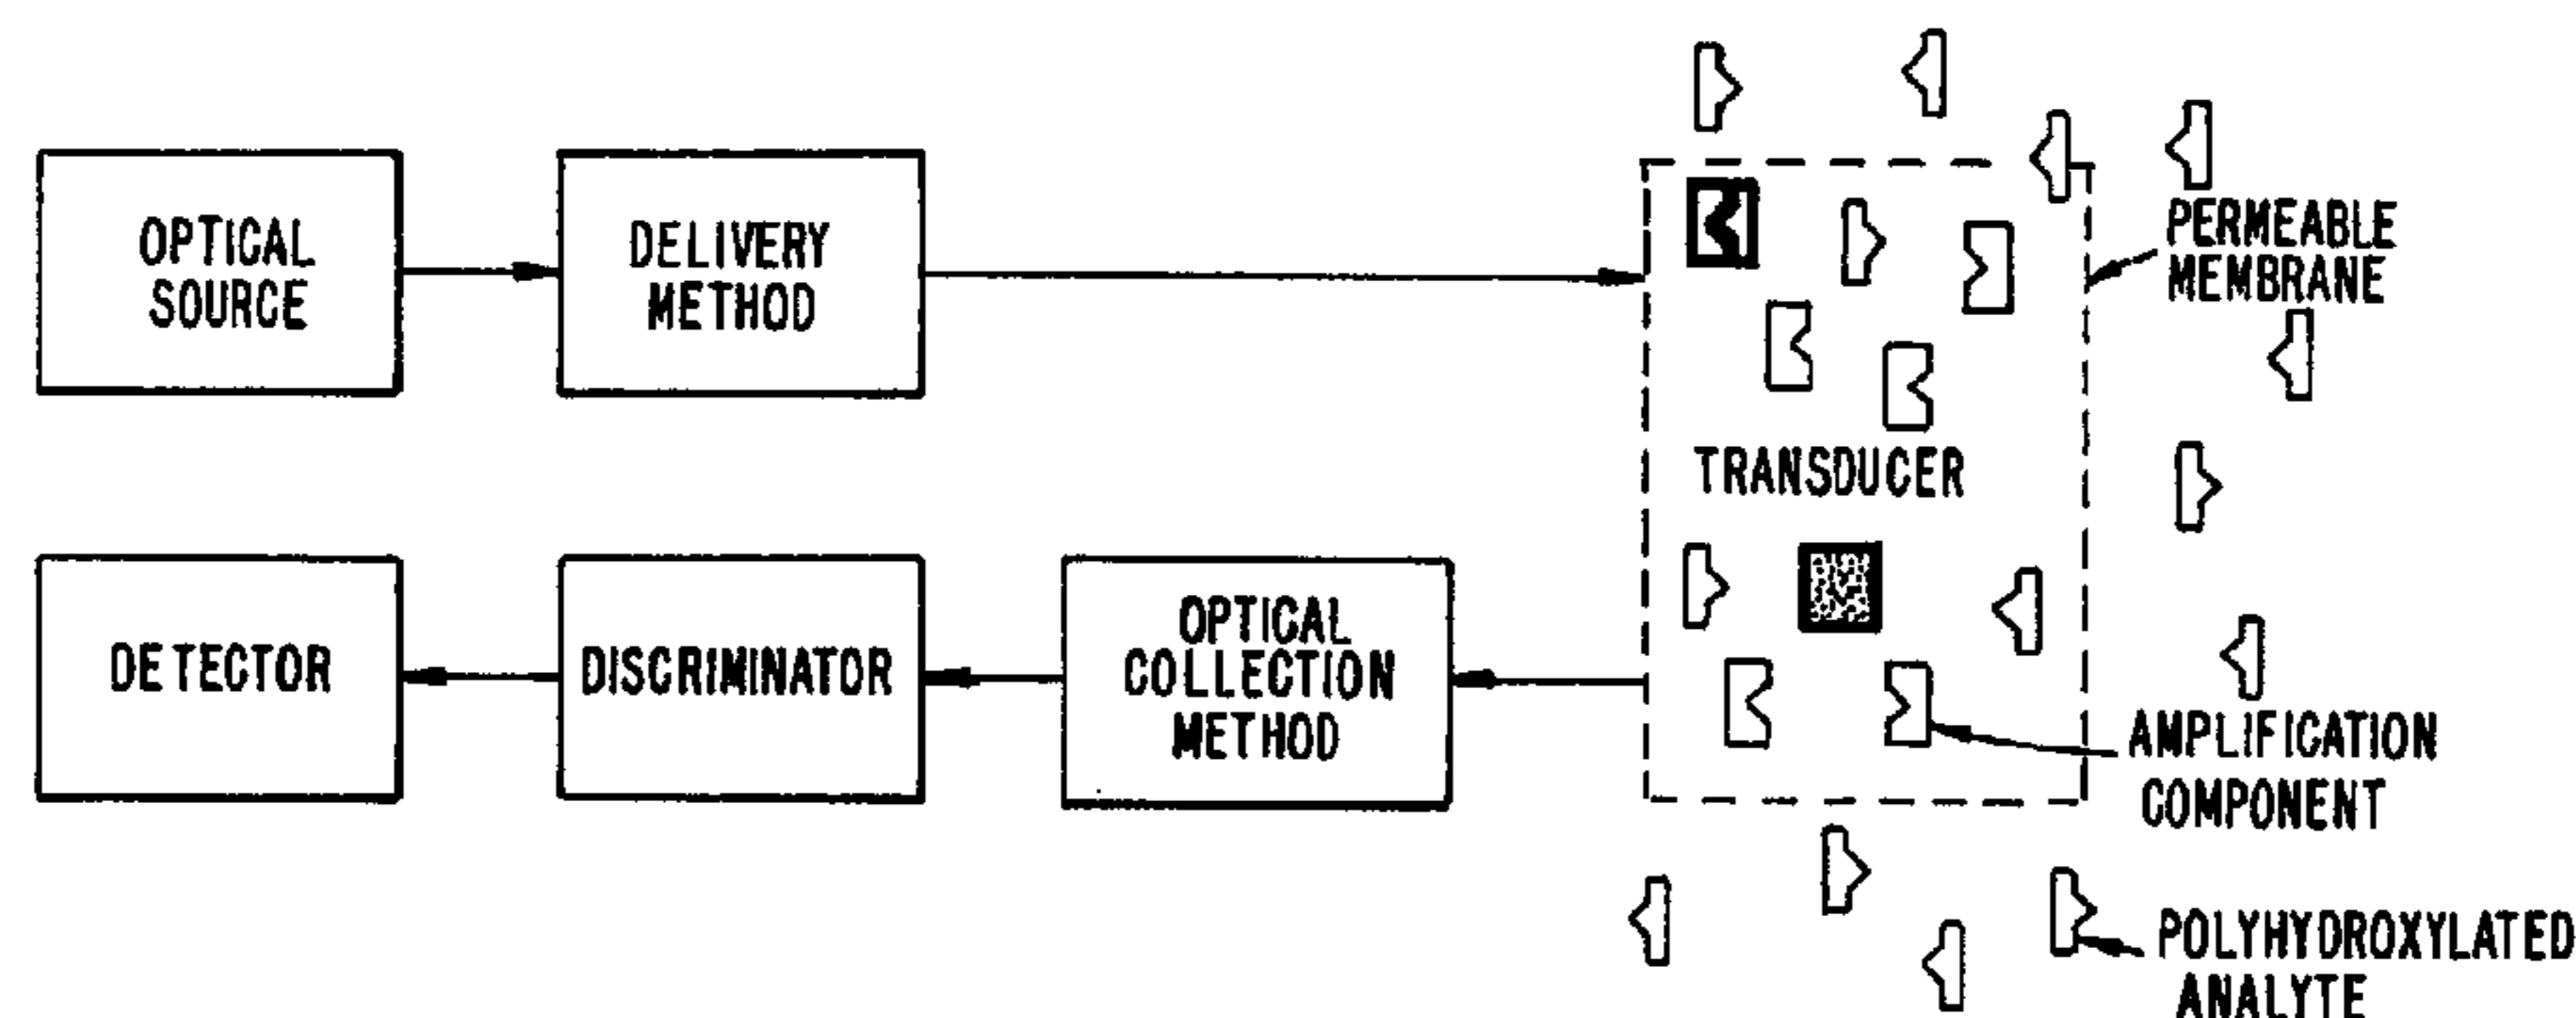 OPTICAL
SOURCE
DELIVERY
METHOD
PERMEABLE
MEMBRANE
TRANSDUCER
DETECTOR
DISCRIMINATOR
OPTICAL
COLLECTION
METHOD
AMPLIFICATION
COMPONENT
POLYHYDROXYLATED
ANALYTE